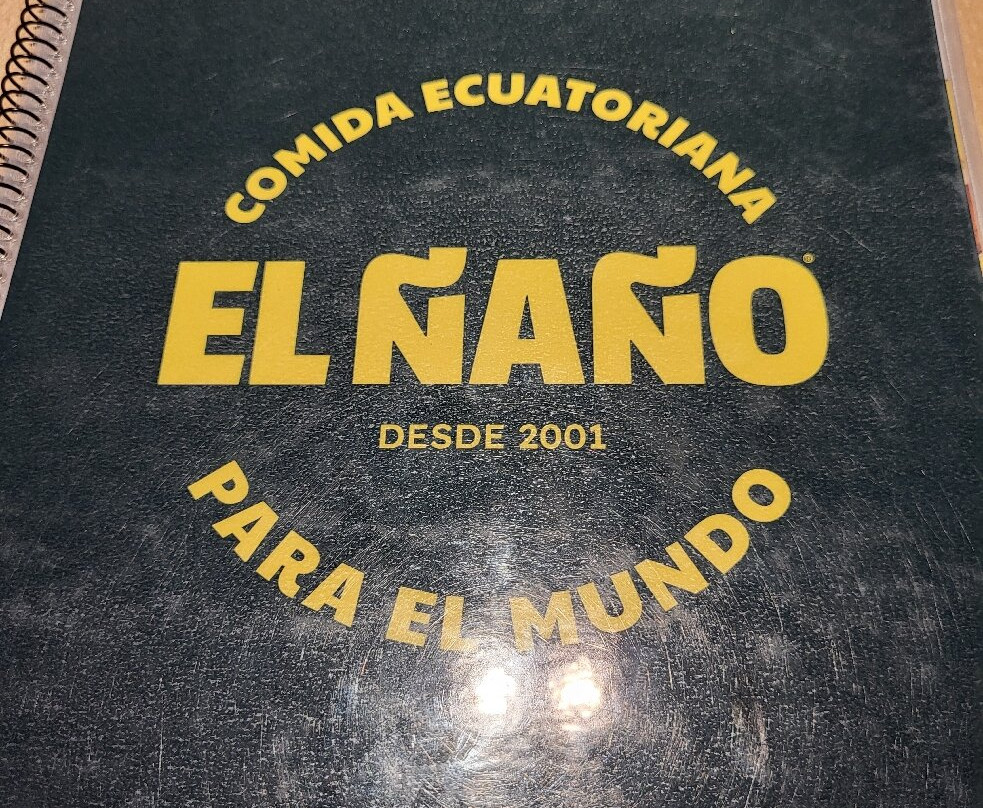 COMIDA ECUATORIANA
EL ÑAÑO®
DESDE 2001
PARA EL MUNDO